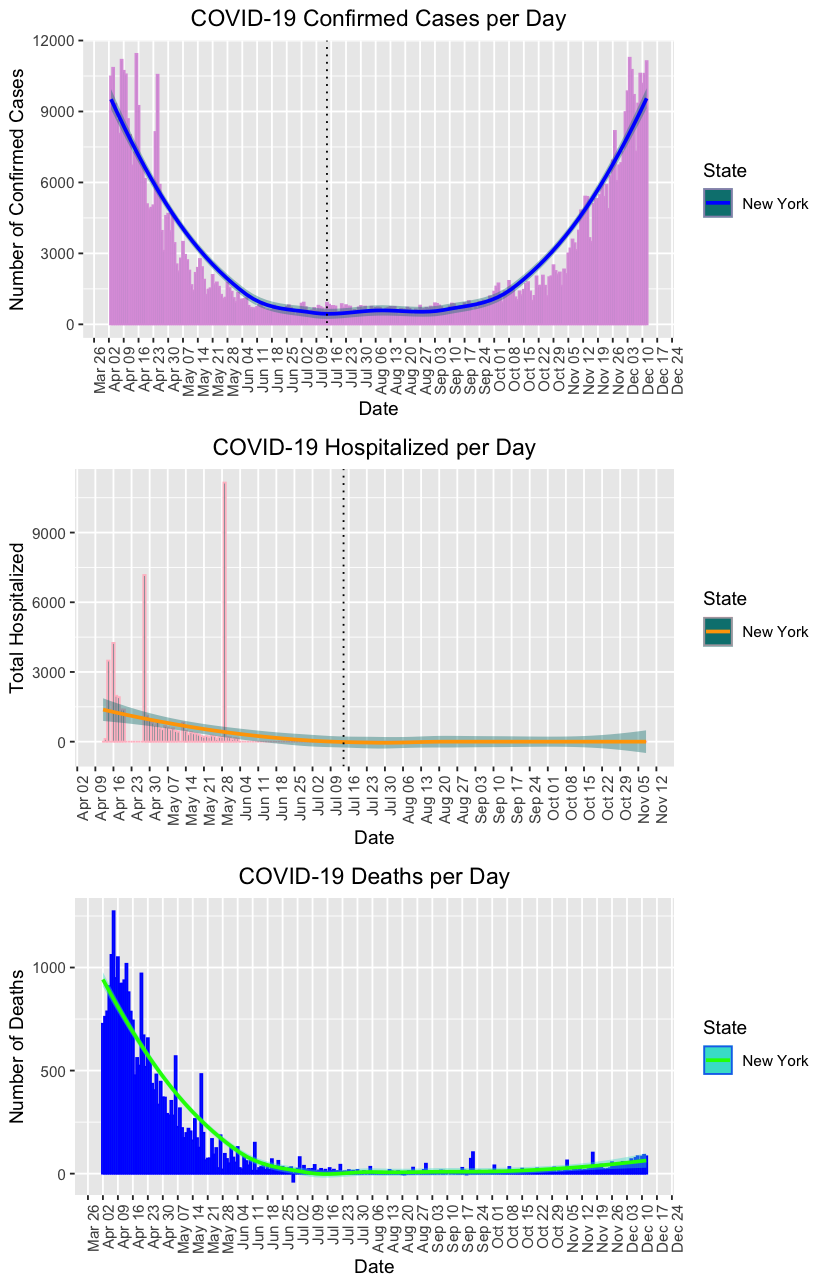 COVID-19 Confirmed Cases per Day
Number of Confirmed Cases
12000
9000
6000
3000
0
Mar 26
Apr 02
Apr 09
Apr 16
Apr 23
Apr 30
May 07
May 14
May 21
May 28
Jun 04
Jun 11
Jun 18
Jun 25
Jul 02
Jul 09
Jul 16
Jul 23
Jul 30
Aug 06
Aug 13
Aug 20
Aug 27
Sep 03
Sep 10
Sep 17
Sep 24
Oct 01
Oct 08
Oct 15
Oct 22
Oct 29
Nov 05
Nov 12
Nov 19
Nov 26
Dec 03
Dec 10
Dec 17
Dec 24
Date
State
New York
COVID-19 Hospitalized per Day
Total Hospitalized
9000
6000
3000
0
Apr 02
Apr 09
Apr 16
Apr 23
Apr 30
May 07
May 14
May 21
May 28
Jun 04
Jun 11
Jun 18
Jun 25
Jul 02
Jul 09
Jul 16
Jul 23
Jul 30
Aug 06
Aug 13
Aug 20
Aug 27
Sep 03
Sep 10
Sep 17
Sep 24
Oct 01
Oct 08
Oct 15
Oct 22
Oct 29
Nov 05
Nov 12
Date
State
New York
COVID-19 Deaths per Day
Number of Deaths
1000
500
0
Mar 26
Apr 02
Apr 09
Apr 16
Apr 23
Apr 30
May 07
May 14
May 21
May 28
Jun 04
Jun 11
Jun 18
Jun 25
Jul 02
Jul 09
Jul 16
Jul 23
Jul 30
Aug 06
Aug 13
Aug 20
Aug 27
Sep 03
Sep 10
Sep 17
Sep 24
Oct 01
Oct 08
Oct 15
Oct 22
Oct 29
Nov 05
Nov 12
Nov 19
Nov 26
Dec 03
Dec 10
Dec 17
Dec 24
Date
State
New York